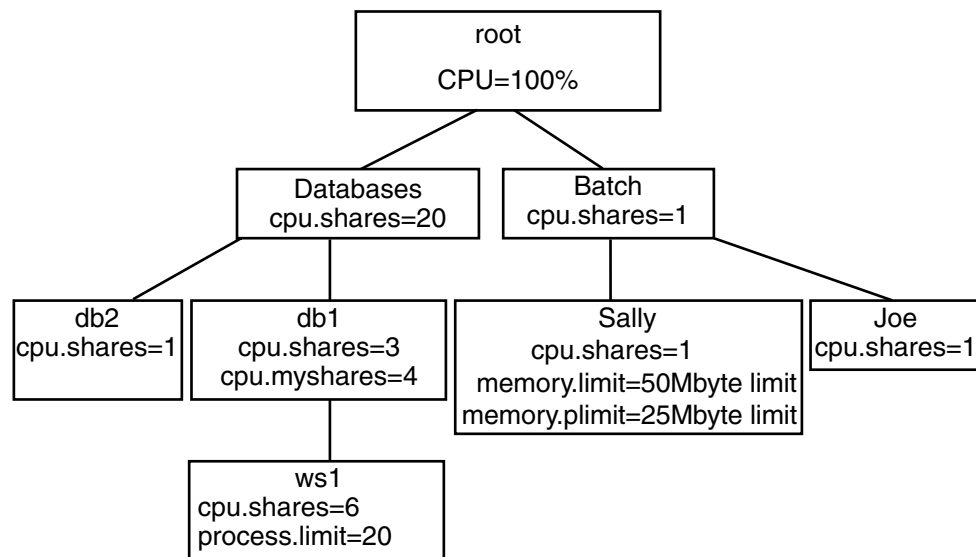 root
CPU=100%
Databases
cpu.shares=20
Batch
cpu.shares=1
db2
cpu.shares=1
db1
cpu.shares=3
cpu.myshares=4
Sally
cpu.shares=1
memory.limit=50Mbyte limit
memory.plimit=25Mbyte limit
Joe
cpu.shares=1
ws1
cpu.shares=6
process.limit=20